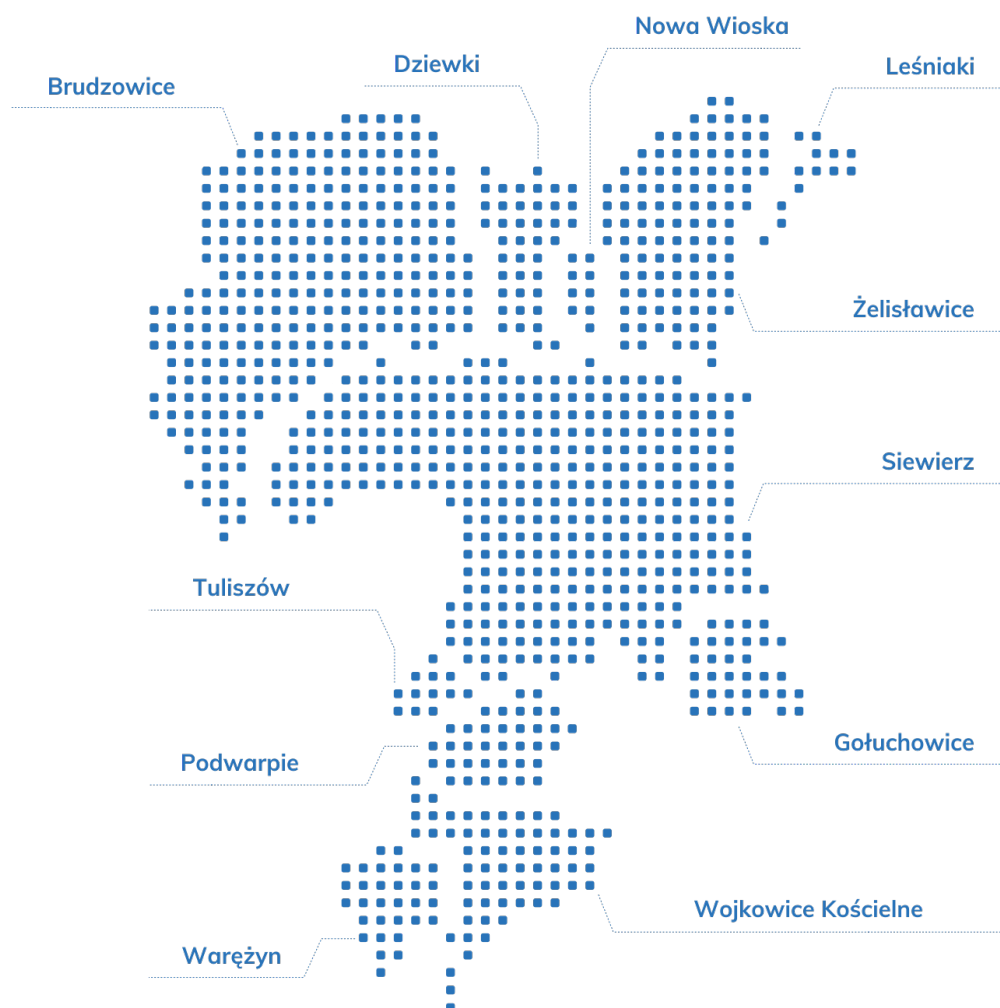 Nowa Wioska
Dziewki
Leśniaki
Brudzowice
Żelisławice
Siewierz
Tuliszów
Gołuchowice
Podwarpie
Wojkowice Kościelne
Warężyn